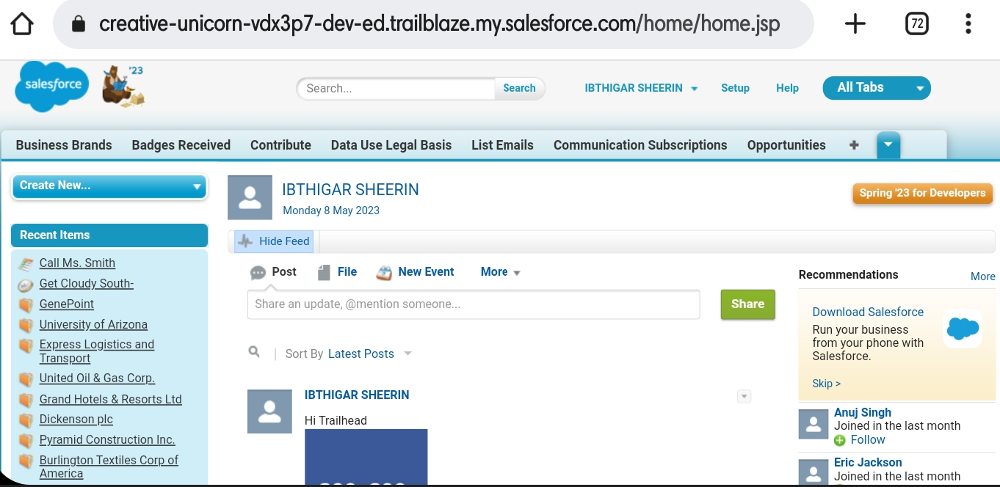 creative-unicorn-vdx3p7-dev-ed.trailblaze.my.salesforce.com/home/home.jsp
72
salesforce
'23
Search...
Search
IBTHIGAR SHEERIN
Setup
Help
All Tabs
Business Brands
Badges Received
Contribute
Data Use Legal Basis
List Emails
Communication Subscriptions
Opportunities
Create New...
IBTHIGAR SHEERIN
Monday 8 May 2023
Spring '23 for Developers
Recent Items
Call Ms. Smith
Get Cloudy South-
GenePoint
University of Arizona
Express Logistics and
Transport
United Oil & Gas Corp.
Grand Hotels & Resorts Ltd
Dickenson plc
Pyramid Construction Inc.
Burlington Textiles Corp of
America
Hide Feed
Post
File
New Event
More
Share an update, @mention someone...
Share
Sort By Latest Posts
IBTHIGAR SHEERIN
Hi Trailhead
Recommendations
More
Download Salesforce
Run your business
from your phone with
Salesforce.
Skip >
Anuj Singh
Joined in the last month
Follow
Eric Jackson
Joined in the last month